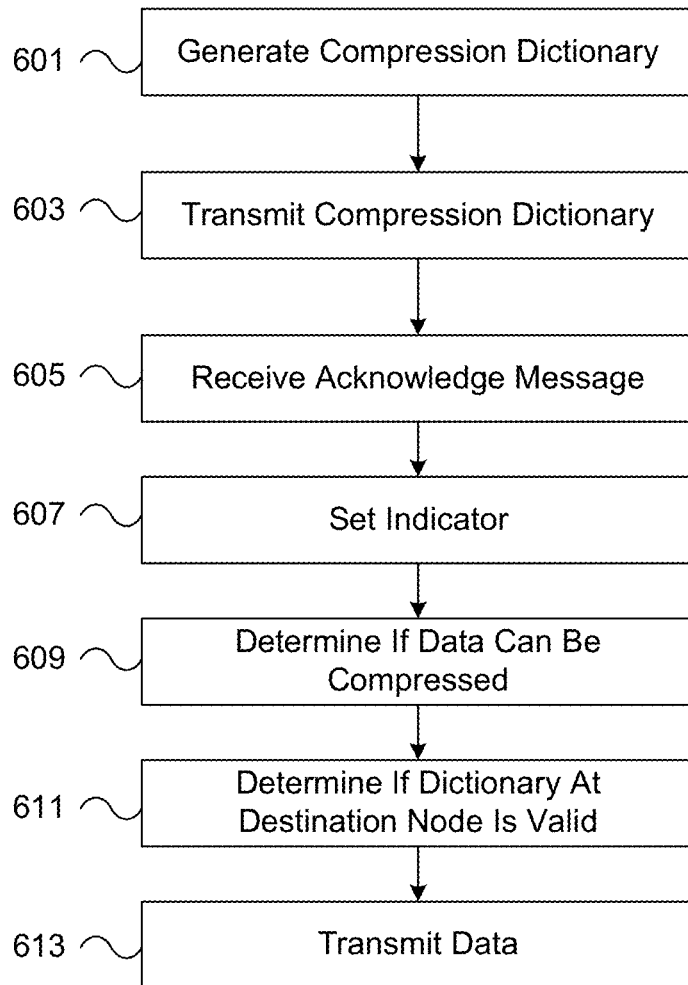 601 Generate Compression Dictionary
603 Transmit Compression Dictionary
605 Receive Acknowledge Message
607 Set Indicator
609 Determine If Data Can Be
Compressed
611 Determine If Dictionary At
Destination Node Is Valid
613 Transmit Data